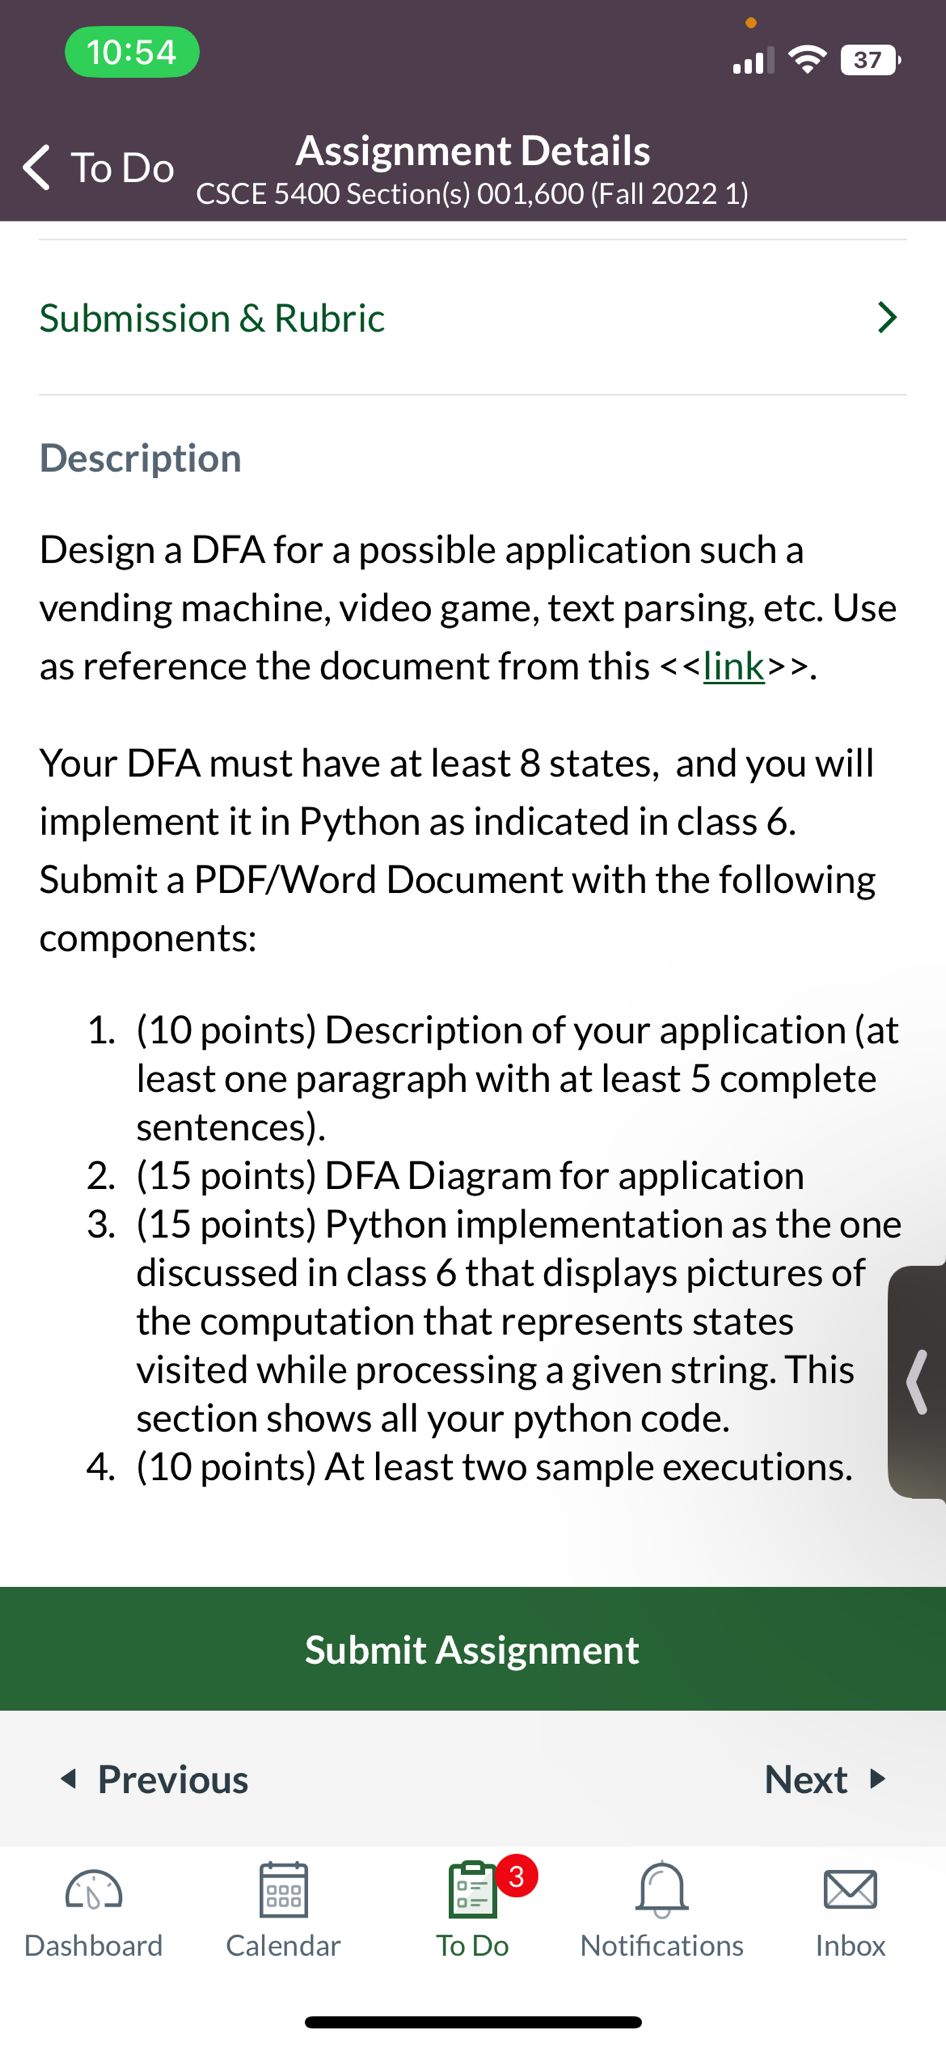 10:54
37
To Do
Assignment Details
CSCE 5400 Section(s) 001,600 (Fall 2022 1)
Submission & Rubric
Description
Design a DFA for a possible application such a
vending machine, video game, text parsing, etc. Use
as reference the document from this <<link>>.
Your DFA must have at least 8 states, and you will
implement it in Python as indicated in class 6.
Submit a PDF/Word Document with the following
components:
1. (10 points) Description of your application (at
least one paragraph with at least 5 complete
sentences).
2. (15 points) DFA Diagram for application
3. (15 points) Python implementation as the one
discussed in class 6 that displays pictures of
the computation that represents states
visited while processing a given string. This
section shows all your python code.
4. (10 points) At least two sample executions.
Submit Assignment
Previous
Next
3
Dashboard
Calendar
To Do
Notifications
Inbox